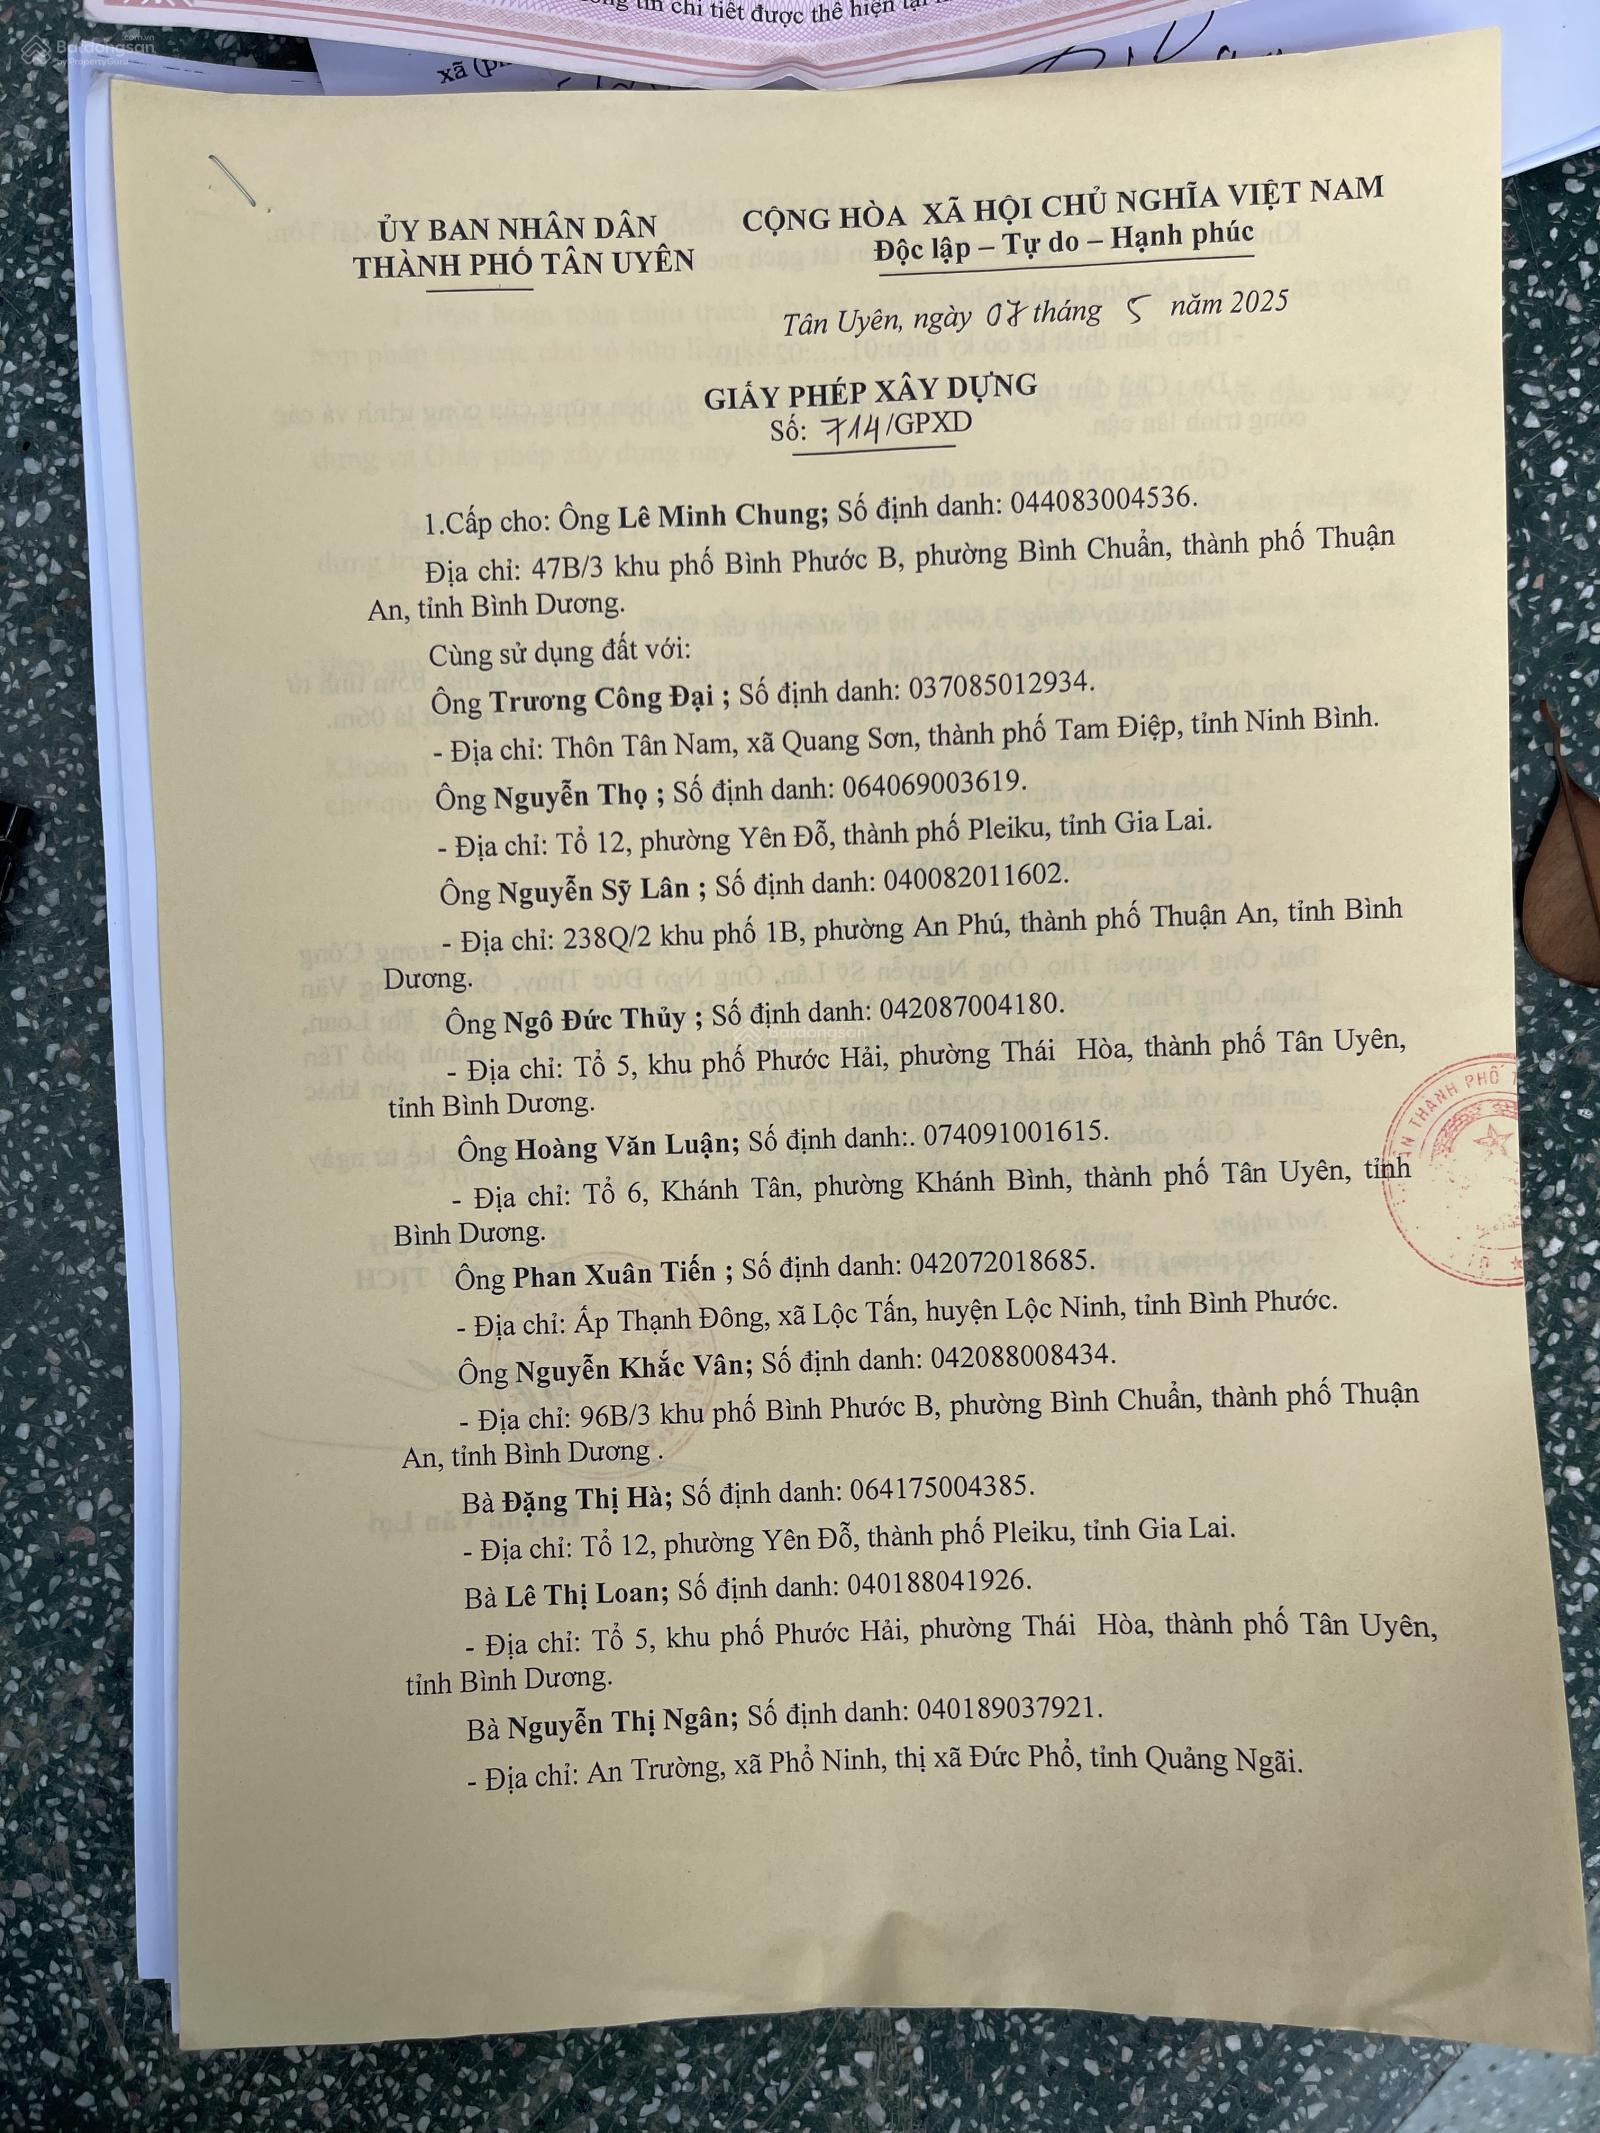 tin chi tiết được thể hiện tại
Batdongsan
.com.vn
by PropertyGuru
xã (
ỦY BAN NHÂN DÂN
THÀNH PHỐ TÂN UYÊN
CỘNG HÒA XÃ HỘI CHỦ NGHĨA VIỆT NAM
Độc lập – Tự do – Hạnh phúc
Tân Uyên, ngày 07 tháng 5 năm 2025
GIẤY PHÉP XÂY DỰNG
Số: 714/GPXD
1.Cấp cho: Ông Lê Minh Chung; Số định danh: 044083004536.
Địa chỉ: 47B/3 khu phố Bình Phước B, phường Bình Chuẩn, thành phố Thuận
An, tỉnh Bình Dương.
Cùng sử dụng đất với:
Ông Trương Công Đại ; Số định danh: 037085012934.
- Địa chỉ: Thôn Tân Nam, xã Quang Sơn, thành phố Tam Điệp, tỉnh Ninh Bình.
Ông Nguyễn Thọ ; Số định danh: 064069003619.
- Địa chỉ: Tổ 12, phường Yên Đỗ, thành phố Pleiku, tỉnh Gia Lai.
Ông Nguyễn Sỹ Lân ; Số định danh: 040082011602.
- Địa chỉ: 238Q/2 khu phố 1B, phường An Phú, thành phố Thuận An, tỉnh Bình
Dương.
Ông Ngô Đức Thủy ; Số định danh: 042087004180.
Batdongsan
- Địa chỉ: Tổ 5, khu phố Phước Hải, phường Thái Hòa, thành phố Tân Uyên,
tỉnh Bình Dương.
Ông Hoàng Văn Luận; Số định danh:. 074091001615.
- Địa chỉ: Tổ 6, Khánh Tân, phường Khánh Bình, thành phố Tân Uyên, tỉnh
Bình Dương.
Ông Phan Xuân Tiến ; Số định danh: 042072018685.
- Địa chỉ: Ấp Thạnh Đông, xã Lộc Tấn, huyện Lộc Ninh, tỉnh Bình Phước.
Ông Nguyễn Khắc Vân; Số định danh: 042088008434.
- Địa chỉ: 96B/3 khu phố Bình Phước B, phường Bình Chuẩn, thành phố Thuận
An, tỉnh Bình Dương .
Bà Đặng Thị Hà; Số định danh: 064175004385.
- Địa chỉ: Tổ 12, phường Yên Đỗ, thành phố Pleiku, tỉnh Gia Lai.
Bà Lê Thị Loan; Số định danh: 040188041926.
- Địa chỉ: Tổ 5, khu phố Phước Hải, phường Thái Hòa, thành phố Tân Uyên,
tỉnh Bình Dương.
Bà Nguyễn Thị Ngân; Số định danh: 040189037921.
- Địa chỉ: An Trường, xã Phổ Ninh, thị xã Đức Phổ, tỉnh Quảng Ngãi.
THÀNH PHỐ